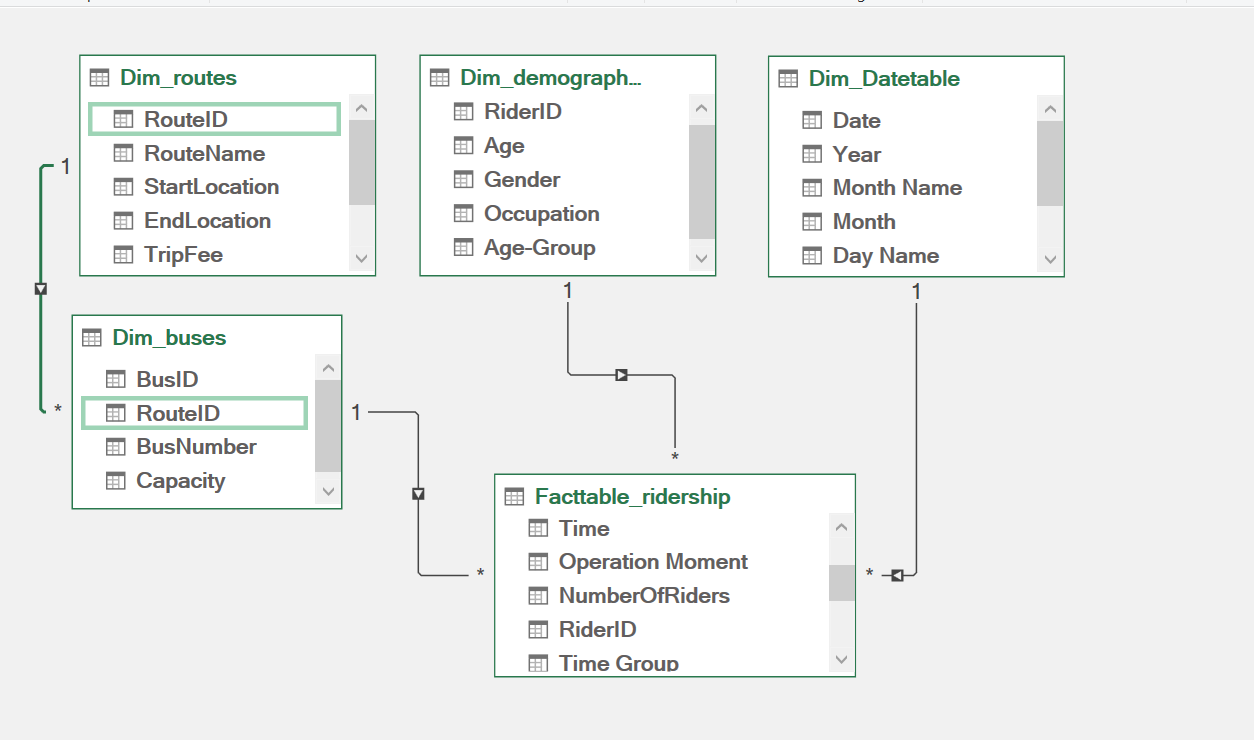 Dim_routes
RouteID
RouteName
StartLocation
EndLocation
TripFee
Dim_demograph...
RiderID
Age
Gender
Occupation
Age-Group
Dim_Datetable
Date
Year
Month Name
Month
Day Name
1
*
1
1
Dim_buses
BusID
RouteID
BusNumber
Capacity
1
*
*
*
Facttable_ridership
Time
Operation Moment
NumberOfRiders
RiderID
Time Group